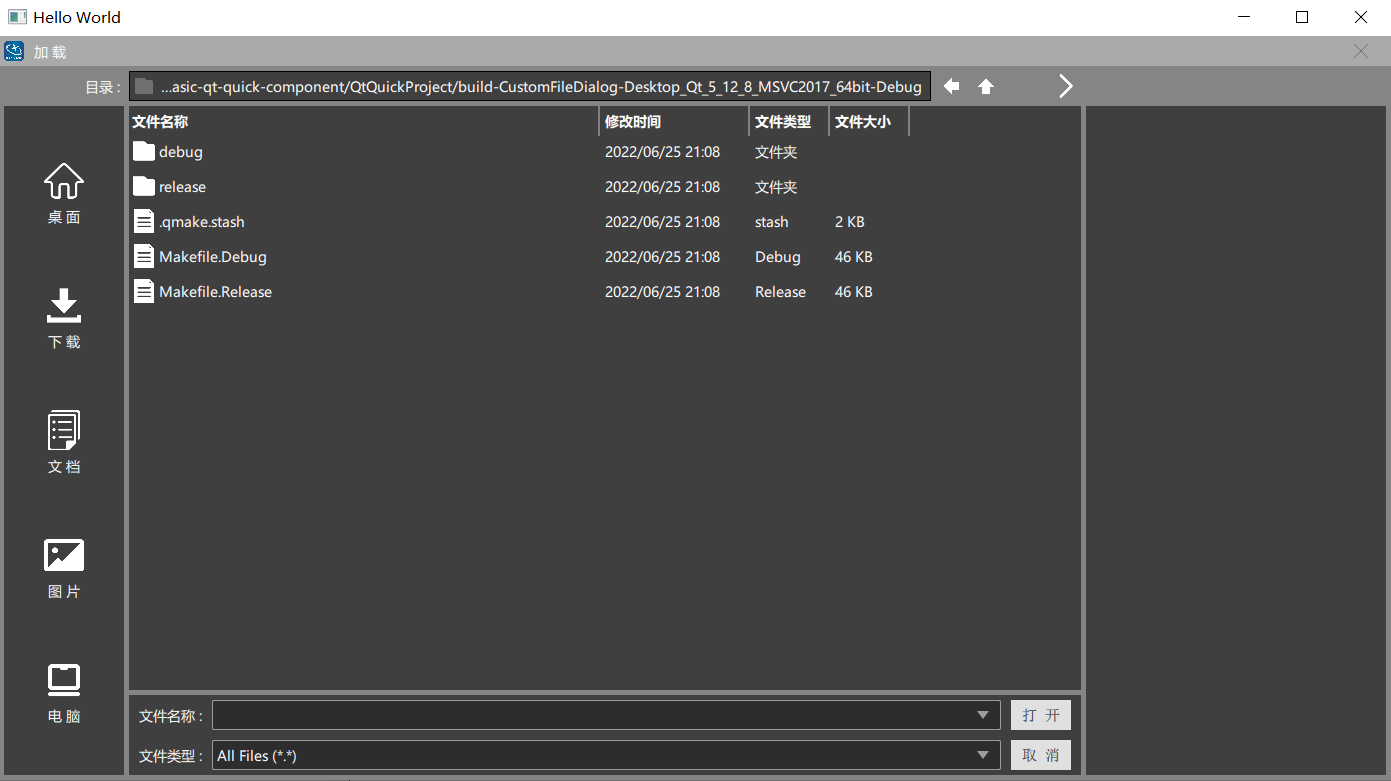 Hello World
加载
目录 : ...asic-qt-quick-component/QtQuickProject/build-CustomFileDialog-Desktop_Qt_5_12_8_MSVC2017_64bit-Debug
文件名称 修改时间 文件类型 文件大小
debug 2022/06/25 21:08 文件夹
release 2022/06/25 21:08 文件夹
.qmake.stash 2022/06/25 21:08 stash 2 KB
Makefile.Debug 2022/06/25 21:08 Debug 46 KB
Makefile.Release 2022/06/25 21:08 Release 46 KB
桌面
下载
文档
图片
电脑
文件名称 : 打 开
文件类型 : All Files (*.*) 取 消